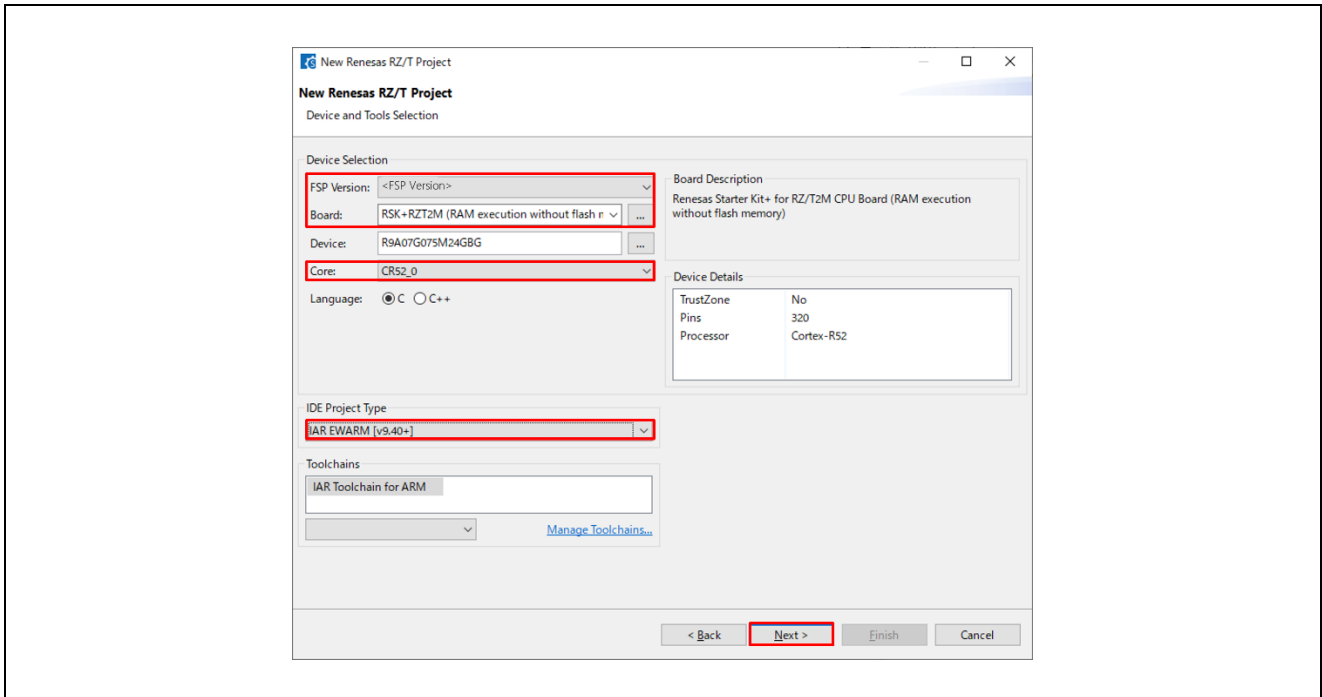 New Renesas RZ/T Project
New Renesas RZ/T Project
Device and Tools Selection
Device Selection
FSP Version: <FSP Version>
Board: RSK+RZT2M (RAM execution without flash n ...
Device: R9A07G075M24GBG ...
Core: CR52_0
Language: C C++
Board Description
Renesas Starter Kit+ for RZ/T2M CPU Board (RAM execution
without flash memory)
Device Details
TrustZone No
Pins 320
Processor Cortex-R52
IDE Project Type
IAR EWARM [v9.40+]
Toolchains
IAR Toolchain for ARM
Manage Toolchains...
< Back Next > Finish Cancel